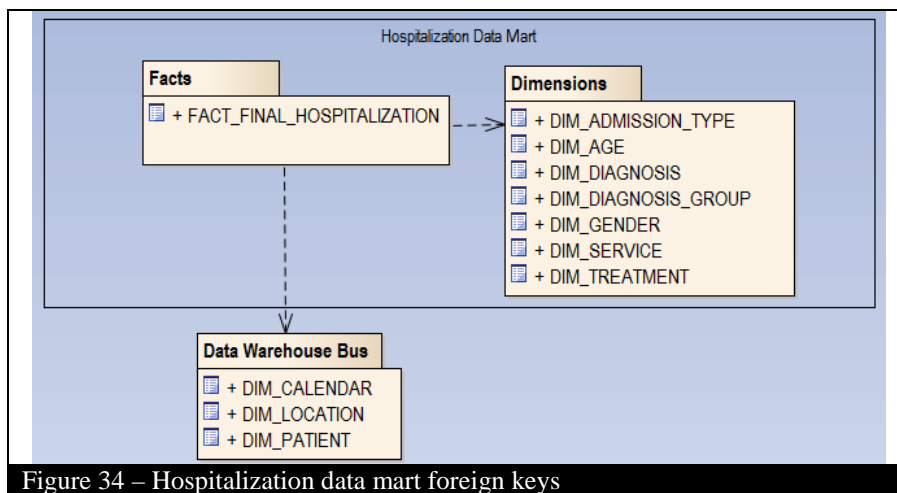 Hospitalization Data Mart
Facts
+ FACT_FINAL_HOSPITALIZATION
Dimensions
+ DIM_ADMISSION_TYPE
+ DIM_AGE
+ DIM_DIAGNOSIS
+ DIM_DIAGNOSIS_GROUP
+ DIM_GENDER
+ DIM_SERVICE
+ DIM_TREATMENT
Data Warehouse Bus
+ DIM_CALENDAR
+ DIM_LOCATION
+ DIM_PATIENT
Figure 34 – Hospitalization data mart foreign keys